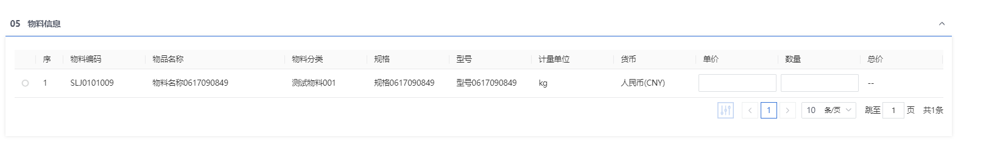 05 物料信息
序 物料编码 物品名称 物料分类 规格 型号 计量单位 货币 单价 数量 总价
1 SLJ0101009 物料名称0617090849 测试物料001 规格0617090849 型号0617090849 kg 人民币(CNY) --
1 10 条/页 跳至 1 页 共1条